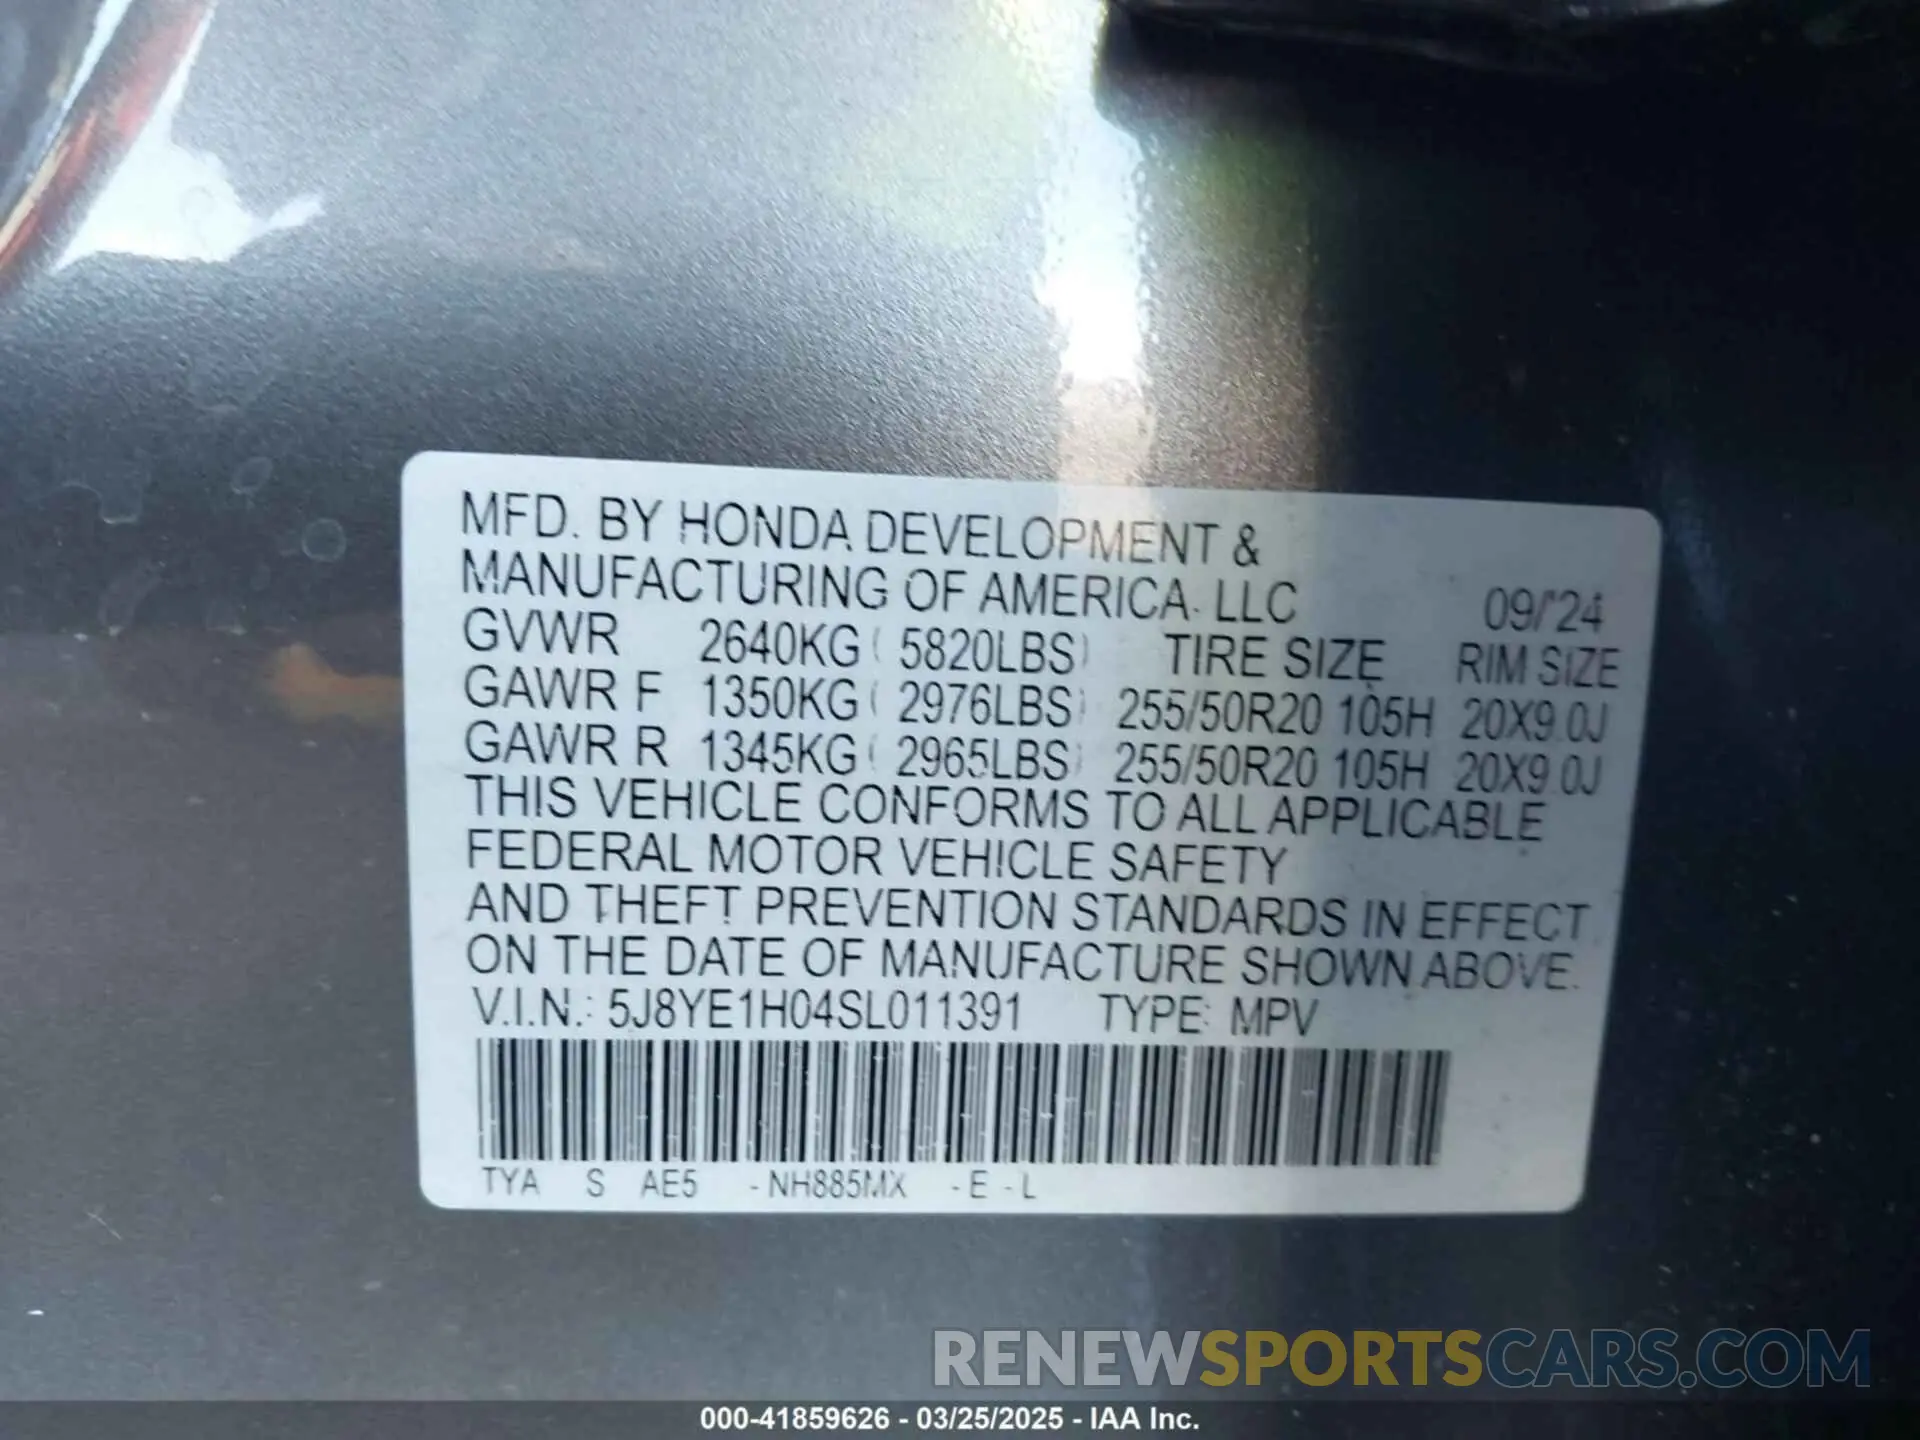 MFD. BY HONDA DEVELOPMENT &
MANUFACTURING OF AMERICA. LLC 09/'24
GVWR 2640KG ( 5820LBS) TIRE SIZE RIM SIZE
GAWR F 1350KG ( 2976LBS) 255/50R20 105H 20X9.0J
GAWR R 1345KG ( 2965LBS) 255/50R20 105H 20X9.0J
THIS VEHICLE CONFORMS TO ALL APPLICABLE
FEDERAL MOTOR VEHICLE SAFETY
AND THEFT PREVENTION STANDARDS IN EFFECT
ON THE DATE OF MANUFACTURE SHOWN ABOVE.
V.I.N.: 5J8YE1H04SL011391 TYPE: MPV
TYA S AE5 - NH885MX - E - L
RENEWSPORTSCARS.COM
000-41859626 - 03/25/2025 - IAA Inc.